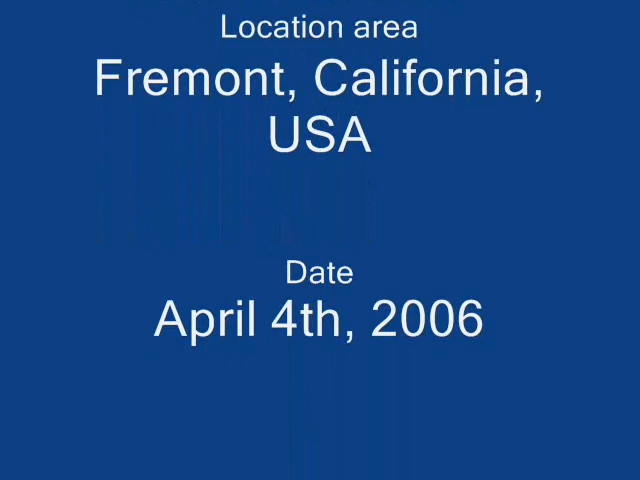 Location area
Fremont, California,
USA
Date
April 4th, 2006